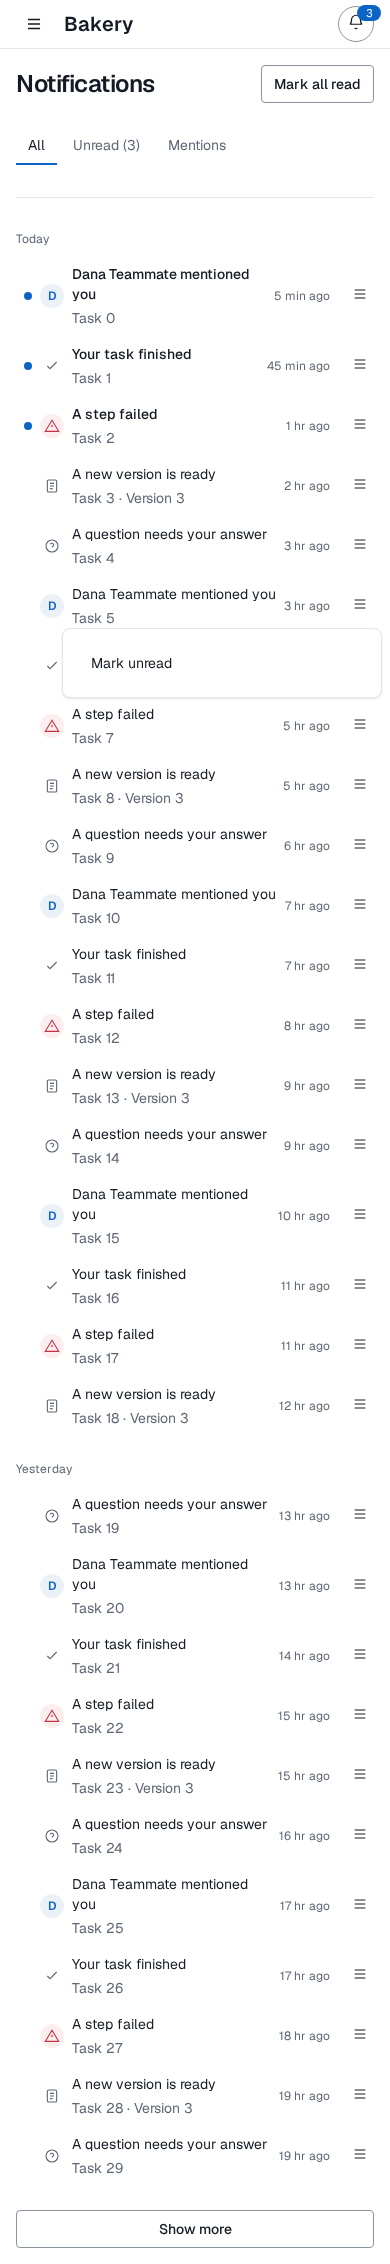 Bakery
3
Notifications
Mark all read
All
Unread (3)
Mentions
Today
D
Dana Teammate mentioned
you
5 min ago
Task 0
Your task finished
45 min ago
Task 1
A step failed
1 hr ago
Task 2
A new version is ready
2 hr ago
Task 3 · Version 3
A question needs your answer
3 hr ago
Task 4
D
Dana Teammate mentioned you
3 hr ago
Task 5
Mark unread
A step failed
5 hr ago
Task 7
A new version is ready
5 hr ago
Task 8 · Version 3
A question needs your answer
6 hr ago
Task 9
D
Dana Teammate mentioned you
7 hr ago
Task 10
Your task finished
7 hr ago
Task 11
A step failed
8 hr ago
Task 12
A new version is ready
9 hr ago
Task 13 · Version 3
A question needs your answer
9 hr ago
Task 14
D
Dana Teammate mentioned
you
10 hr ago
Task 15
Your task finished
11 hr ago
Task 16
A step failed
11 hr ago
Task 17
A new version is ready
12 hr ago
Task 18 · Version 3
Yesterday
A question needs your answer
13 hr ago
Task 19
D
Dana Teammate mentioned
you
13 hr ago
Task 20
Your task finished
14 hr ago
Task 21
A step failed
15 hr ago
Task 22
A new version is ready
15 hr ago
Task 23 · Version 3
A question needs your answer
16 hr ago
Task 24
D
Dana Teammate mentioned
you
17 hr ago
Task 25
Your task finished
17 hr ago
Task 26
A step failed
18 hr ago
Task 27
A new version is ready
19 hr ago
Task 28 · Version 3
A question needs your answer
19 hr ago
Task 29
Show more